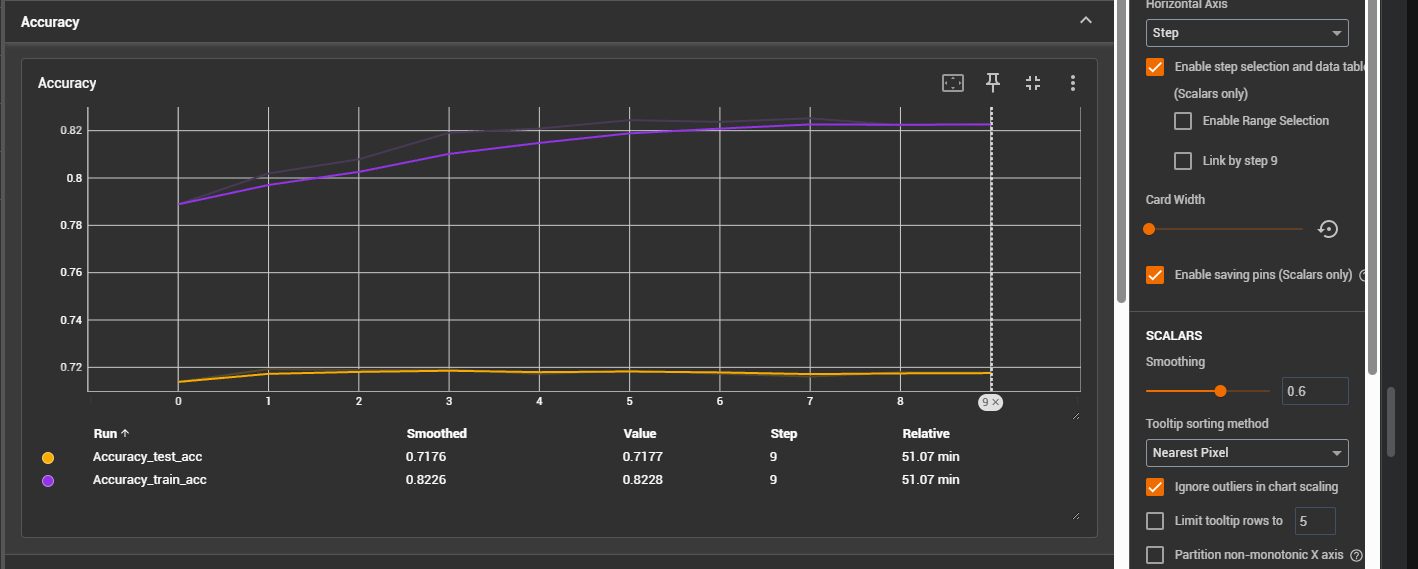 Accuracy
Accuracy
0.82
0.8
0.78
0.76
0.74
0.72
0 1 2 3 4 5 6 7 8 9 ×
Run ↑ Smoothed Value Step Relative
Accuracy_test_acc 0.7176 0.7177 9 51.07 min
Accuracy_train_acc 0.8226 0.8228 9 51.07 min
Horizontal Axis
Step
Enable step selection and data table
(Scalars only)
Enable Range Selection
Link by step 9
Card Width
Enable saving pins (Scalars only)
SCALARS
Smoothing
0.6
Tooltip sorting method
Nearest Pixel
Ignore outliers in chart scaling
Limit tooltip rows to 5
Partition non-monotonic X axis ?